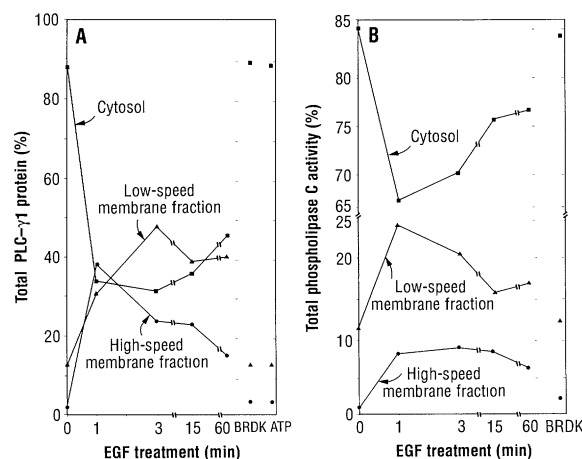 A
Total PLC–γ1 protein (%)
100
80
60
40
20
0
Cytosol
Low-speed
membrane fraction
High-speed
membrane fraction
0 1 3 15 60 BRDK ATP
EGF treatment (min)
B
Total phospholipase C activity (%)
85
75
65
25
20
10
0
Cytosol
Low-speed
membrane fraction
High-speed
membrane fraction
0 1 3 15 60 BRDK
EGF treatment (min)